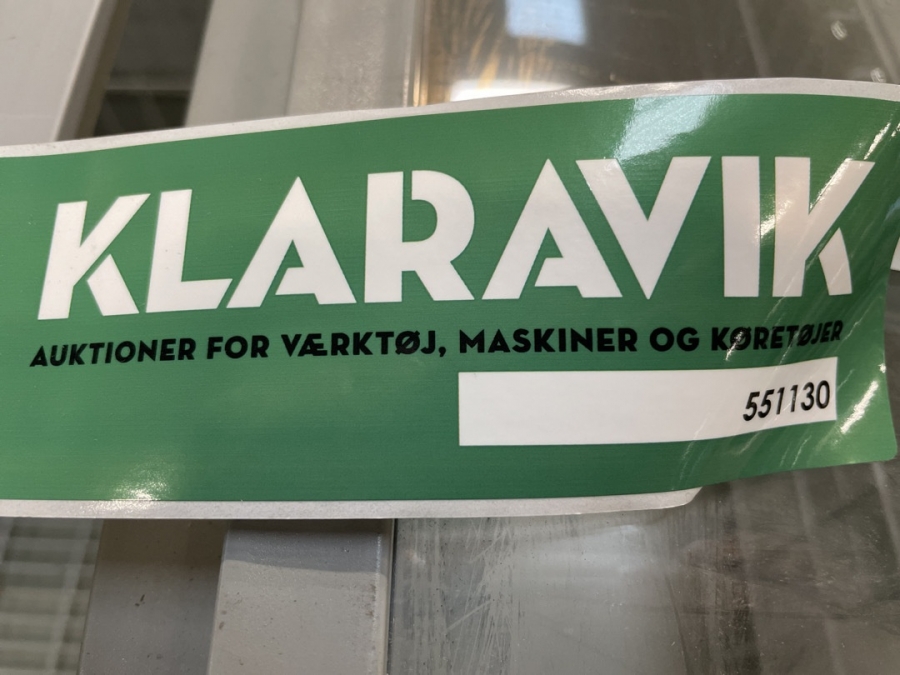 KLARAVIK
AUKTIONER FOR VÆRKTØJ, MASKINER OG KØRETØJER
551130